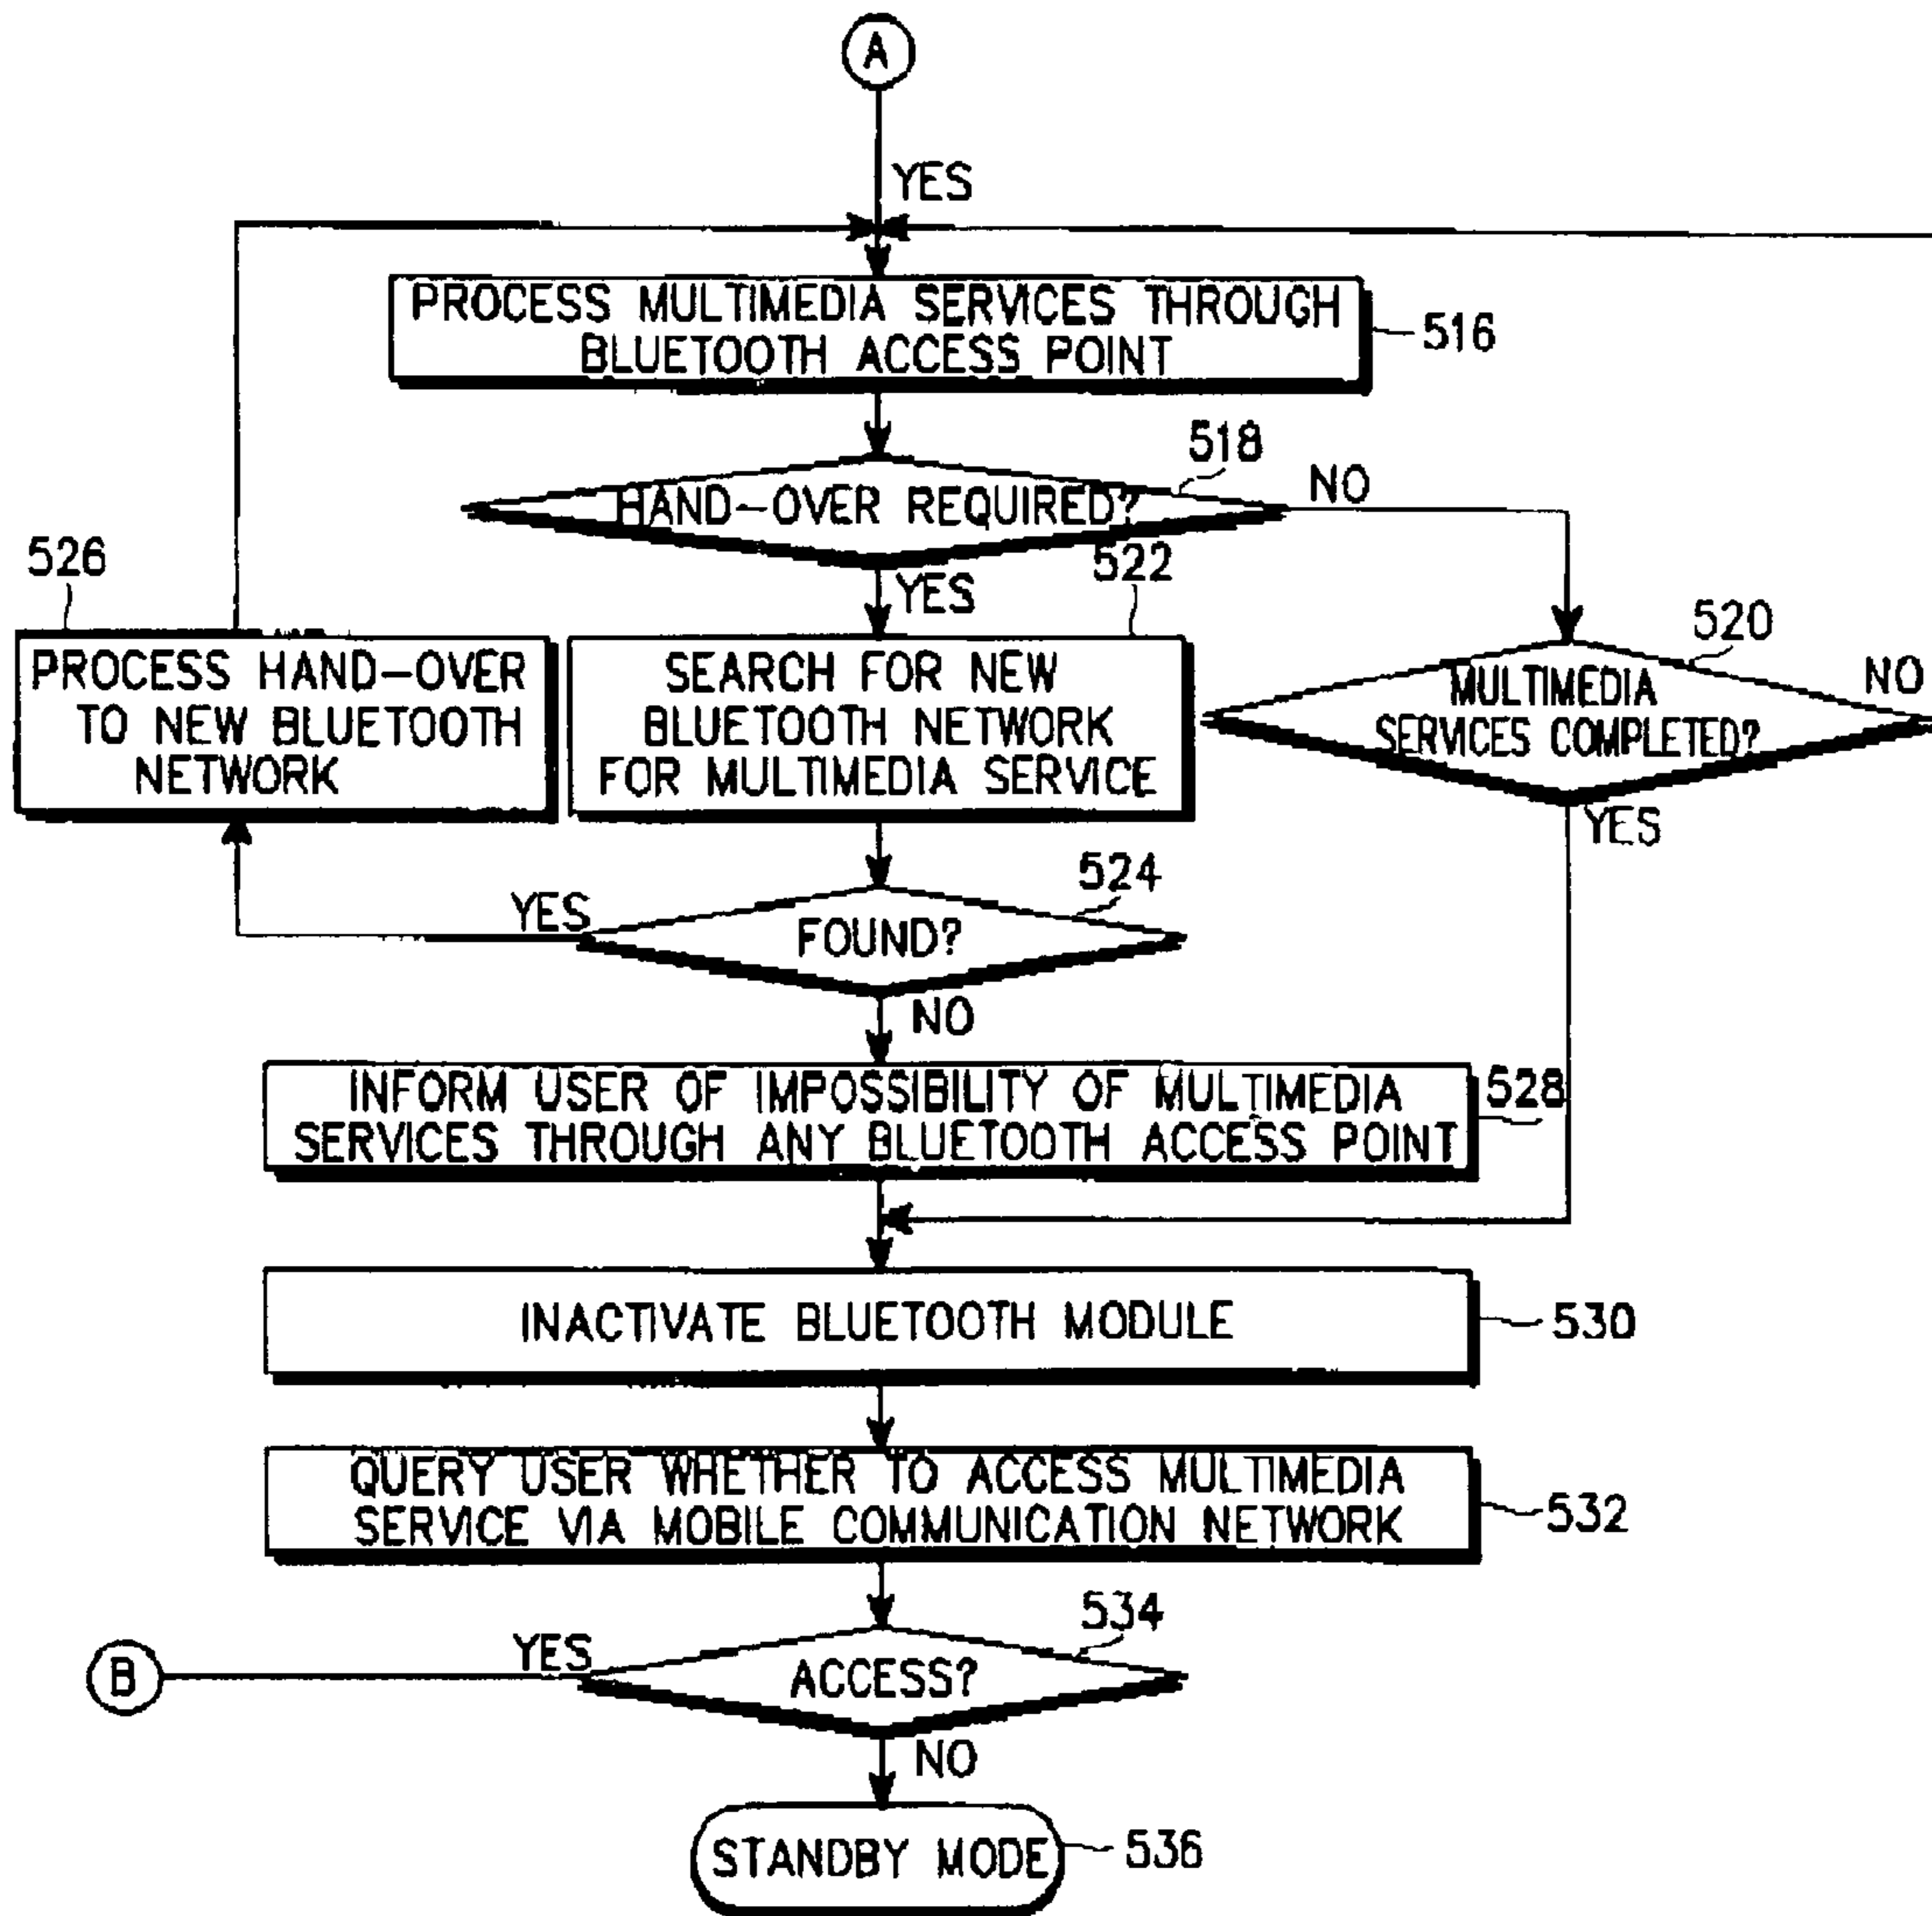 A
YES
PROCESS MULTIMEDIA SERVICES THROUGH
BLUETOOTH ACCESS POINT
516
518
HAND-OVER REQUIRED?
NO
YES
522
526
520
PROCESS HAND-OVER
TO NEW BLUETOOTH
NETWORK
SEARCH FOR NEW
BLUETOOTH NETWORK
FOR MULTIMEDIA SERVICE
MULTIMEDIA
SERVICES COMPLETED?
NO
YES
524
YES
FOUND?
NO
INFORM USER OF IMPOSSIBILITY OF MULTIMEDIA
SERVICES THROUGH ANY BLUETOOTH ACCESS POINT
528
INACTIVATE BLUETOOTH MODULE
530
QUERY USER WHETHER TO ACCESS MULTIMEDIA
SERVICE VIA MOBILE COMMUNICATION NETWORK
532
534
B
YES
ACCESS?
NO
STANDBY MODE
536